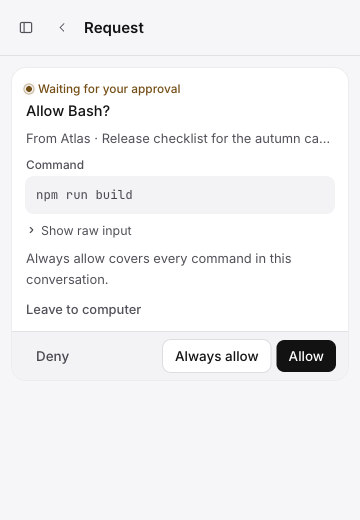 Request
Waiting for your approval
Allow Bash?
From Atlas · Release checklist for the autumn ca...
Command
npm run build
Show raw input
Always allow covers every command in this
conversation.
Leave to computer
Deny
Always allow
Allow